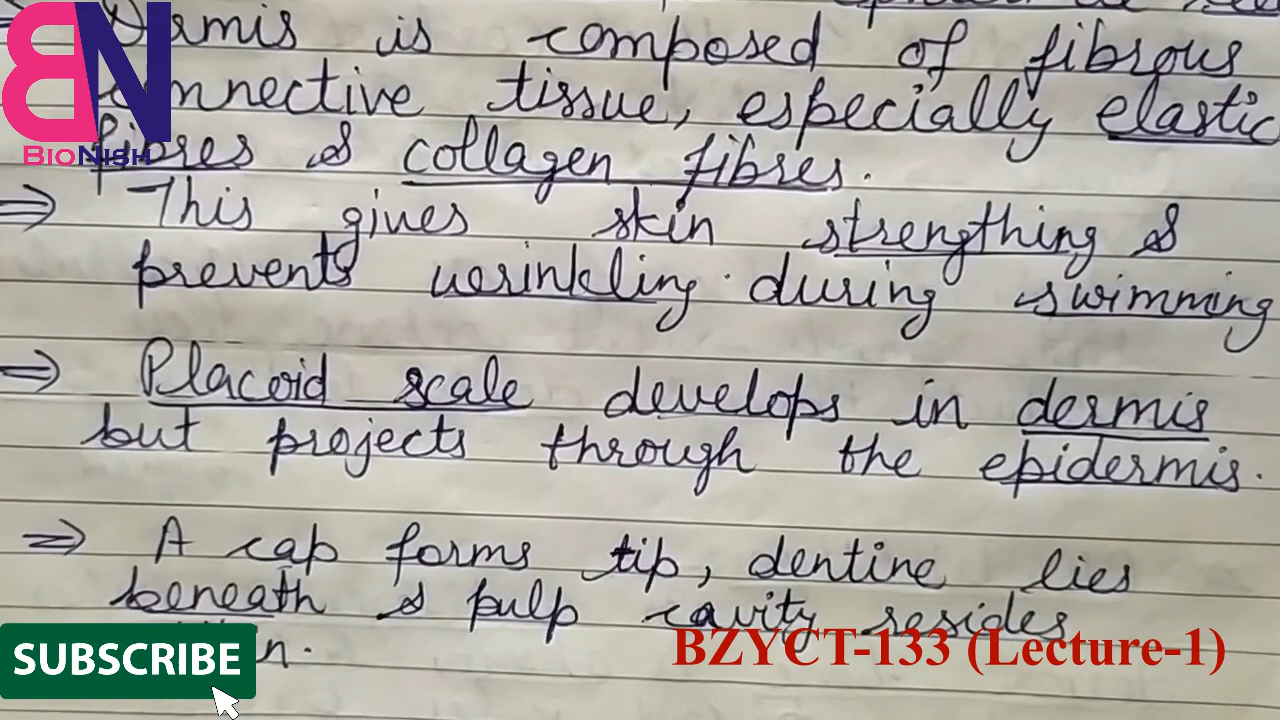 Dermis is composed of fibrous
connective tissue, especially elastic
fibres & collagen fibres.
⇒ This gives skin strengthing &
prevents wrinkling during swimming
⇒ Placoid scale develops in dermis
but projects through the epidermis.
⇒ A cap forms tip, dentine lies
beneath & pulp cavity resides
BN
BIONISH
SUBSCRIBE
BZYCT-133 (Lecture-1)